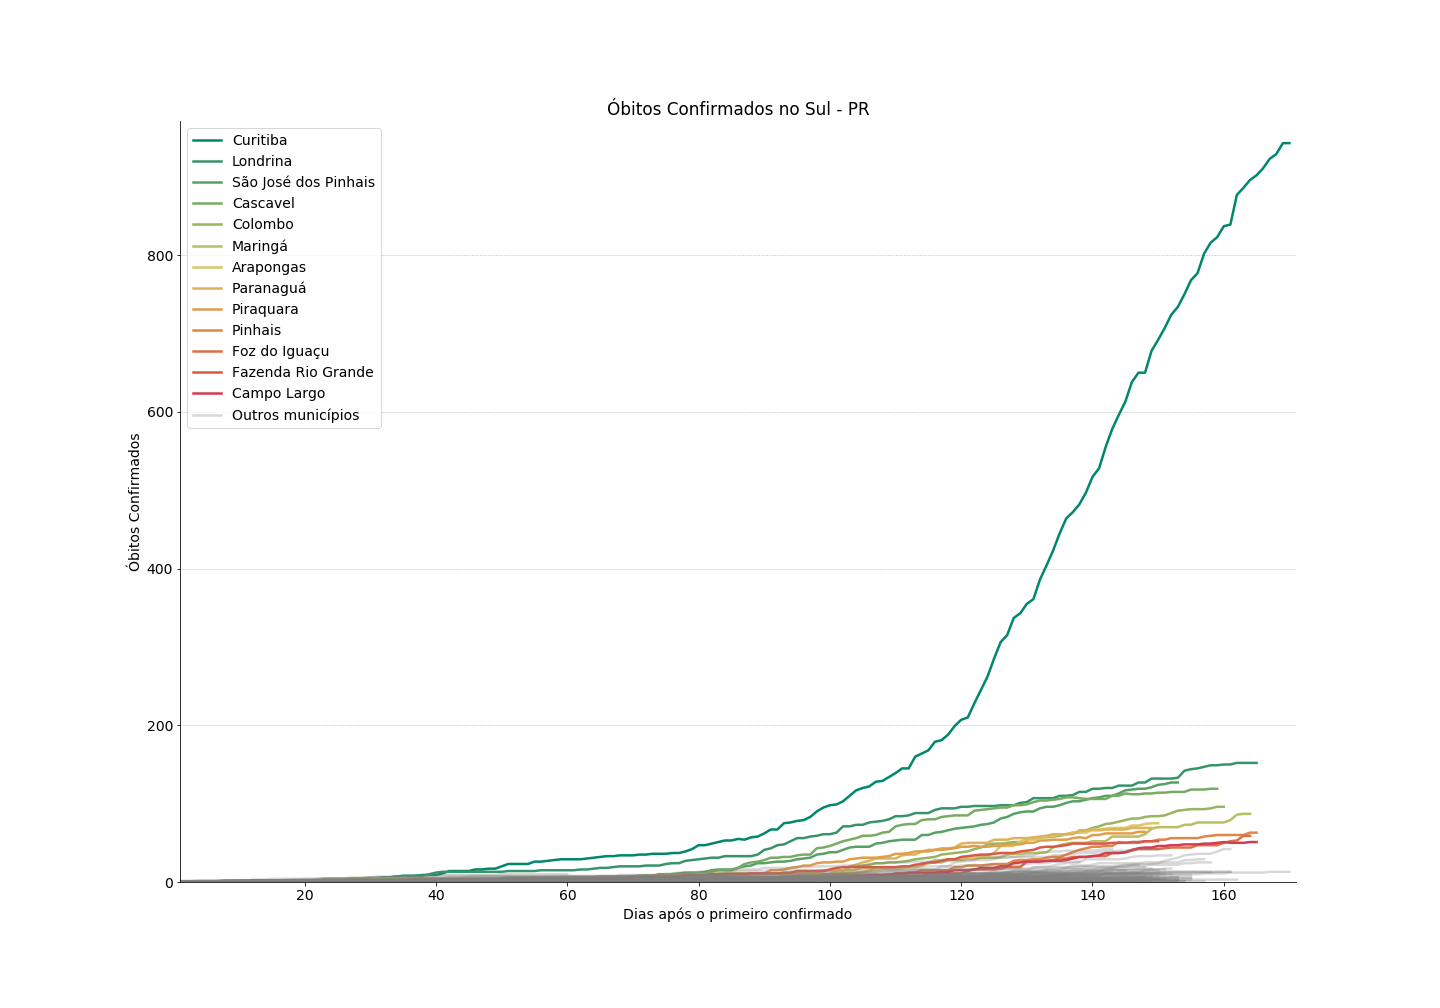 Óbitos Confirmados no Sul - PR
Curitiba
Londrina
São José dos Pinhais
Cascavel
Colombo
Maringá
Arapongas
Paranaguá
Piraquara
Pinhais
Foz do Iguaçu
Fazenda Rio Grande
Campo Largo
Outros municípios
Óbitos Confirmados
800
600
400
200
0
20 40 60 80 100 120 140 160
Dias após o primeiro confirmado